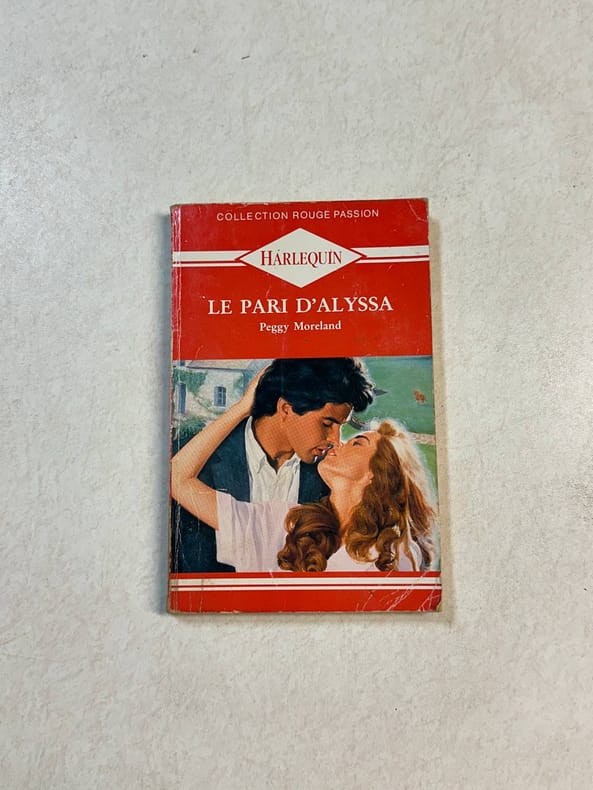 COLLECTION ROUGE PASSION
HARLEQUIN
LE PARI D'ALYSSA
Peggy Moreland